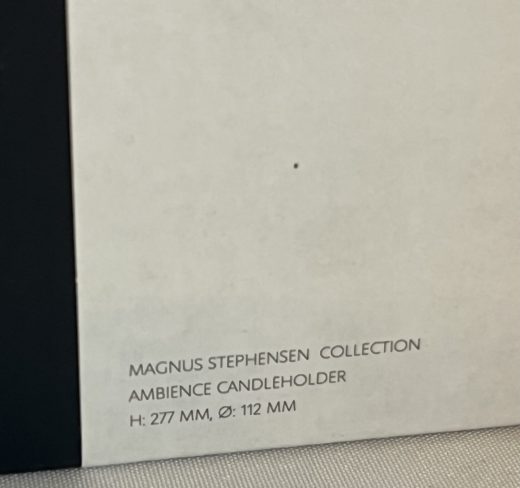 MAGNUS STEPHENSEN COLLECTION
AMBIENCE CANDLEHOLDER
H: 277 MM, Ø: 112 MM